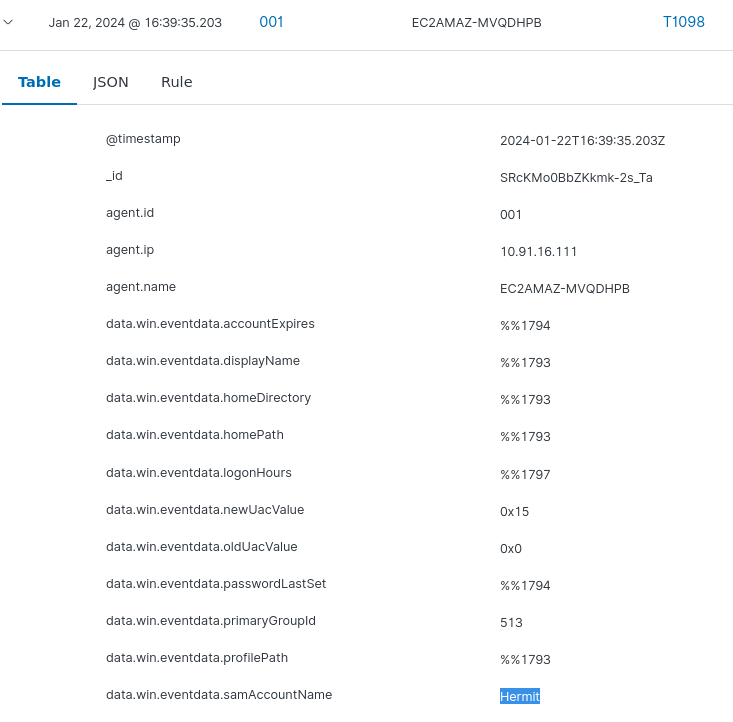 Jan 22, 2024 @ 16:39:35.203 001 EC2AMAZ-MVQDHPB T1098
Table JSON Rule
@timestamp 2024-01-22T16:39:35.203Z
_id SRcKMo0BbZKkmk-2s_Ta
agent.id 001
agent.ip 10.91.16.111
agent.name EC2AMAZ-MVQDHPB
data.win.eventdata.accountExpires %%1794
data.win.eventdata.displayName %%1793
data.win.eventdata.homeDirectory %%1793
data.win.eventdata.homePath %%1793
data.win.eventdata.logonHours %%1797
data.win.eventdata.newUacValue 0x15
data.win.eventdata.oldUacValue 0x0
data.win.eventdata.passwordLastSet %%1794
data.win.eventdata.primaryGroupId 513
data.win.eventdata.profilePath %%1793
data.win.eventdata.samAccountName Hermit